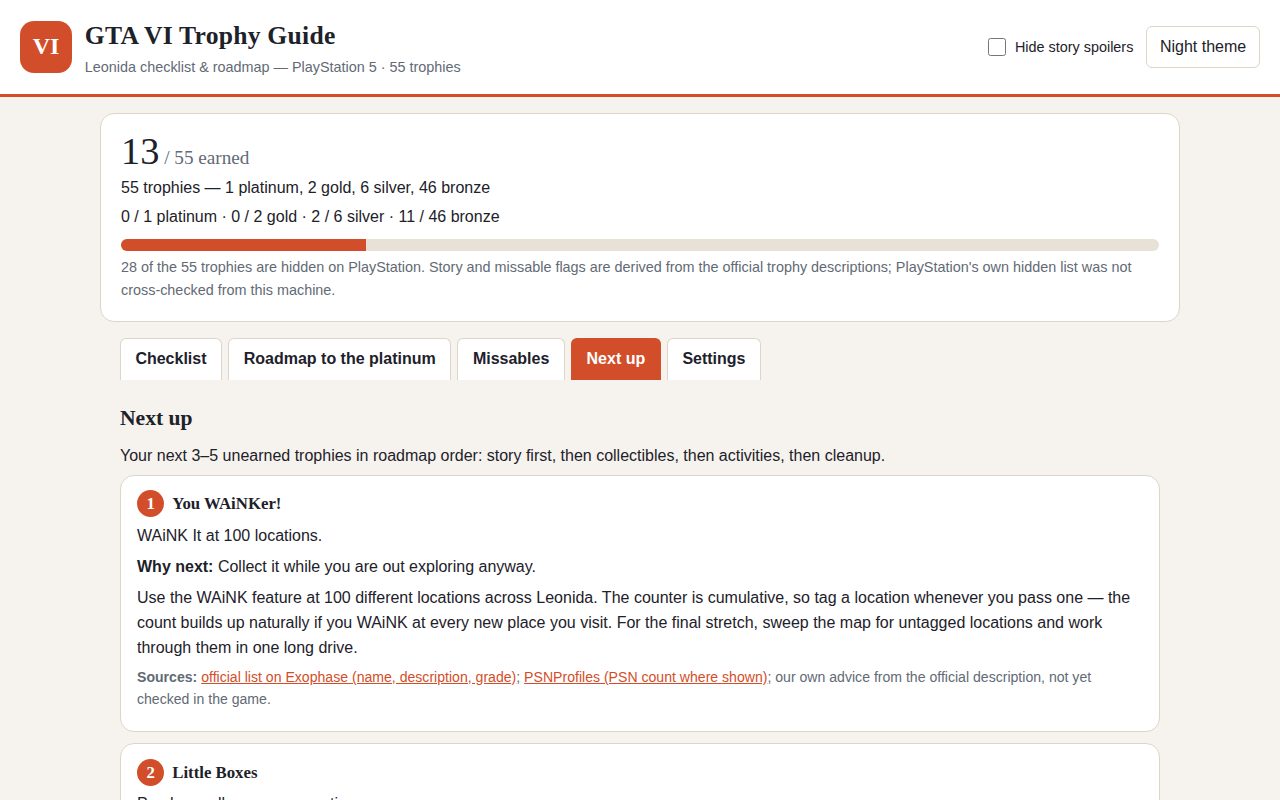 VI
GTA VI Trophy Guide
Leonida checklist & roadmap — PlayStation 5 · 55 trophies
Hide story spoilers
Night theme
13 / 55 earned
55 trophies — 1 platinum, 2 gold, 6 silver, 46 bronze
0 / 1 platinum · 0 / 2 gold · 2 / 6 silver · 11 / 46 bronze
28 of the 55 trophies are hidden on PlayStation. Story and missable flags are derived from the official trophy descriptions; PlayStation's own hidden list was not
cross-checked from this machine.
Checklist
Roadmap to the platinum
Missables
Next up
Settings
Next up
Your next 3–5 unearned trophies in roadmap order: story first, then collectibles, then activities, then cleanup.
1 You WAiNKer!
WAiNK It at 100 locations.
Why next: Collect it while you are out exploring anyway.
Use the WAiNK feature at 100 different locations across Leonida. The counter is cumulative, so tag a location whenever you pass one — the
count builds up naturally if you WAiNK at every new place you visit. For the final stretch, sweep the map for untagged locations and work
through them in one long drive.
Sources: official list on Exophase (name, description, grade); PSNProfiles (PSN count where shown); our own advice from the official description, not yet
checked in the game.
2 Little Boxes